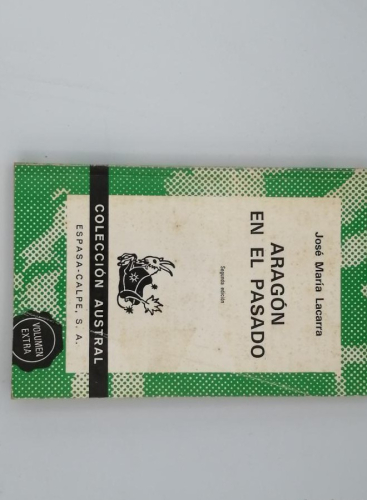 José María Lacarra
ARAGÓN
EN EL PASADO
Segunda edición
COLECCIÓN AUSTRAL
ESPASA-CALPE, S. A.
VOLUMEN
EXTRA